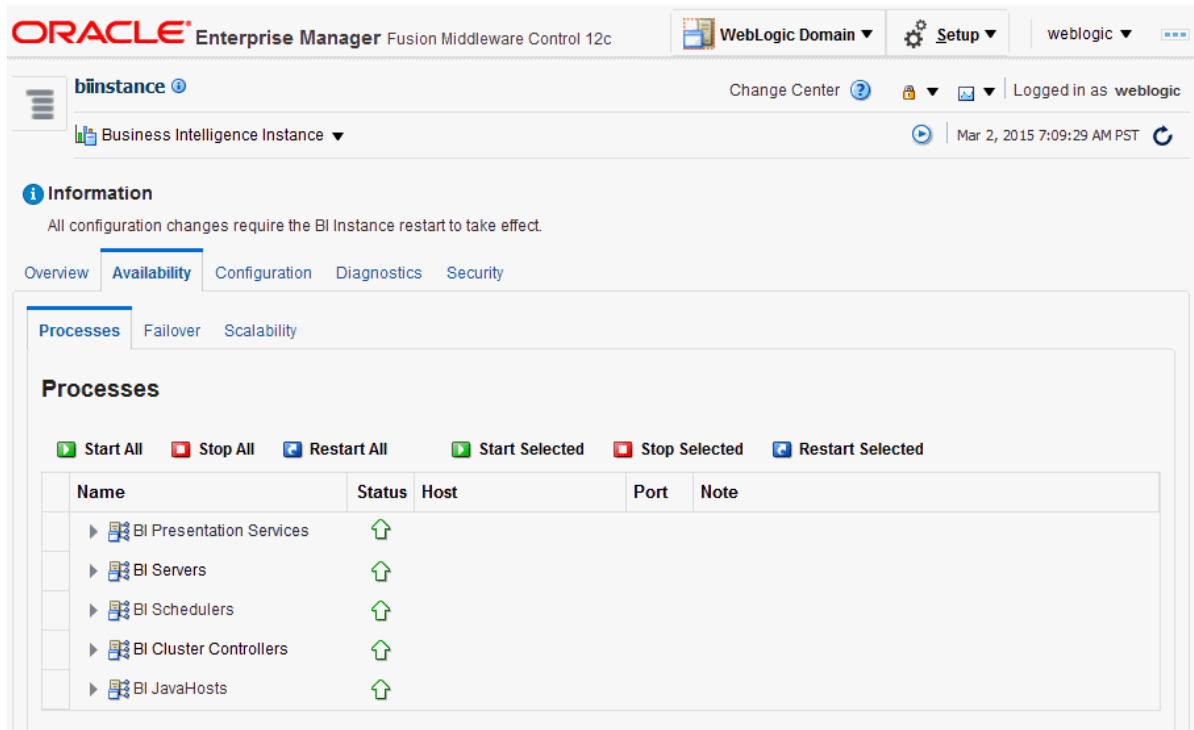 ORACLE Enterprise Manager Fusion Middleware Control 12c WebLogic Domain Setup weblogic
biinstance Change Center Logged in as weblogic
Business Intelligence Instance Mar 2, 2015 7:09:29 AM PST
Information
All configuration changes require the BI Instance restart to take effect.
Overview Availability Configuration Diagnostics Security
Processes Failover Scalability
Processes
Start All Stop All Restart All Start Selected Stop Selected Restart Selected
Name Status Host Port Note
BI Presentation Services
BI Servers
BI Schedulers
BI Cluster Controllers
BI JavaHosts